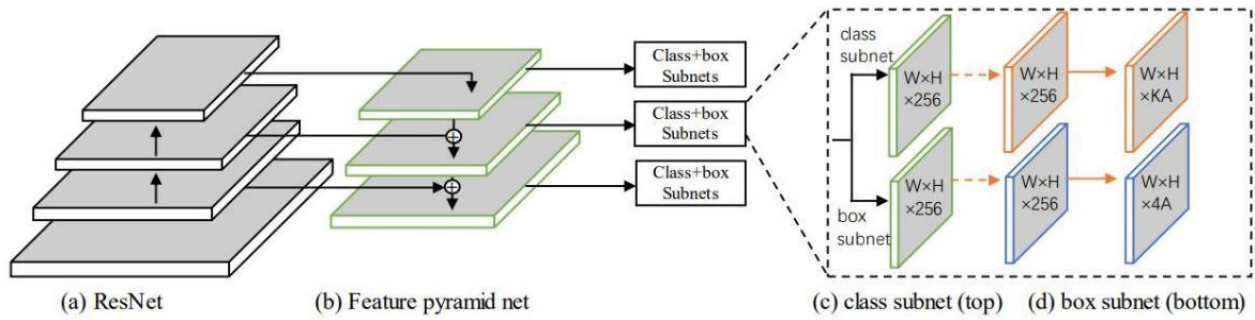 Class+box
Subnets
Class+box
Subnets
Class+box
Subnets
class
subnet
W×H
×256
W×H
×256
W×H
×KA
box
subnet
W×H
×256
W×H
×256
W×H
×4A
(a) ResNet
(b) Feature pyramid net
(c) class subnet (top)
(d) box subnet (bottom)